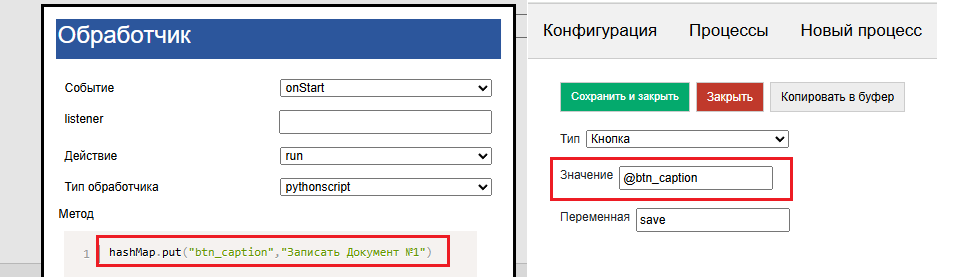 Обработчик
Событие onStart
listener
Действие run
Тип обработчика pythonscript
Метод
1 hashMap.put("btn_caption","Записать Документ №1")
Конфигурация Процессы Новый процесс
Сохранить и закрыть Закрыть Копировать в буфер
Тип Кнопка
Значение @btn_caption
Переменная save